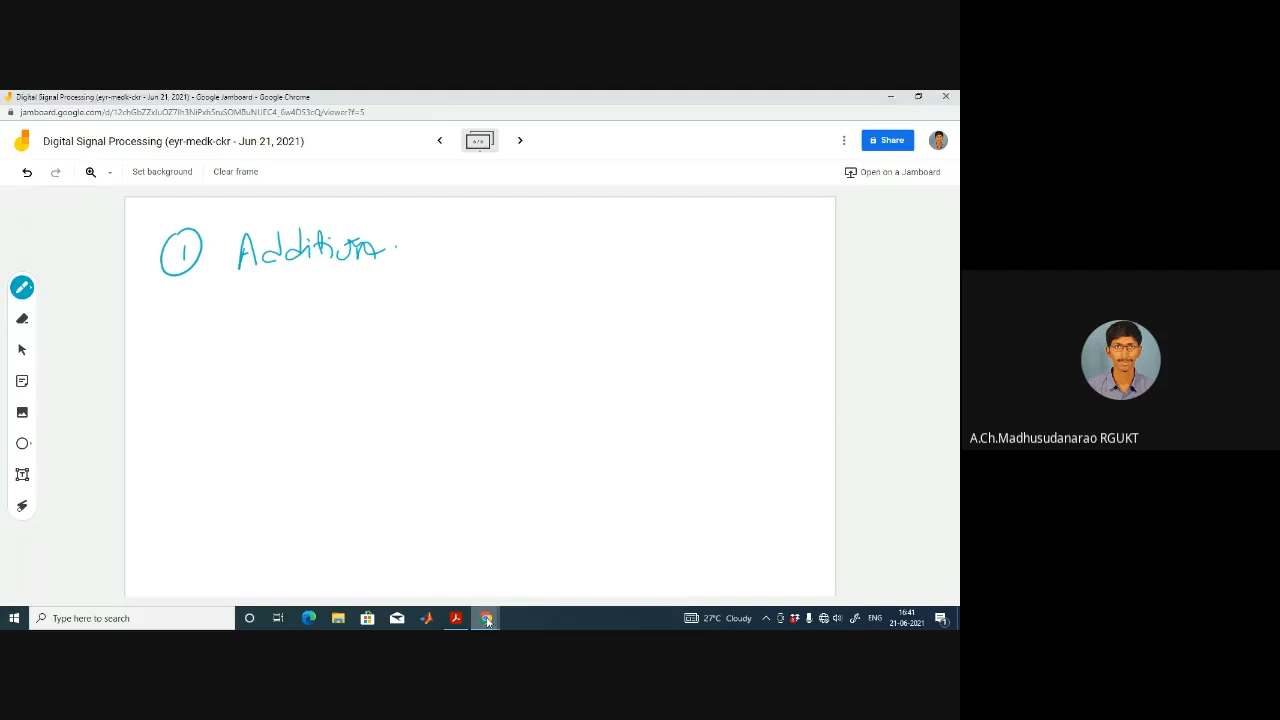 Digital Signal Processing (eyr-medk-ckr - Jun 21, 2021) - Google Jamboard - Google Chrome
Digital Signal Processing (eyr-medk-ckr - Jun 21, 2021)
6 / 6
Share
Set background
Clear frame
Open on a Jamboard
① Addition
A.Ch.Madhusudanarao RGUKT
Type here to search
27°C Cloudy
ENG
16:41
21-06-2021